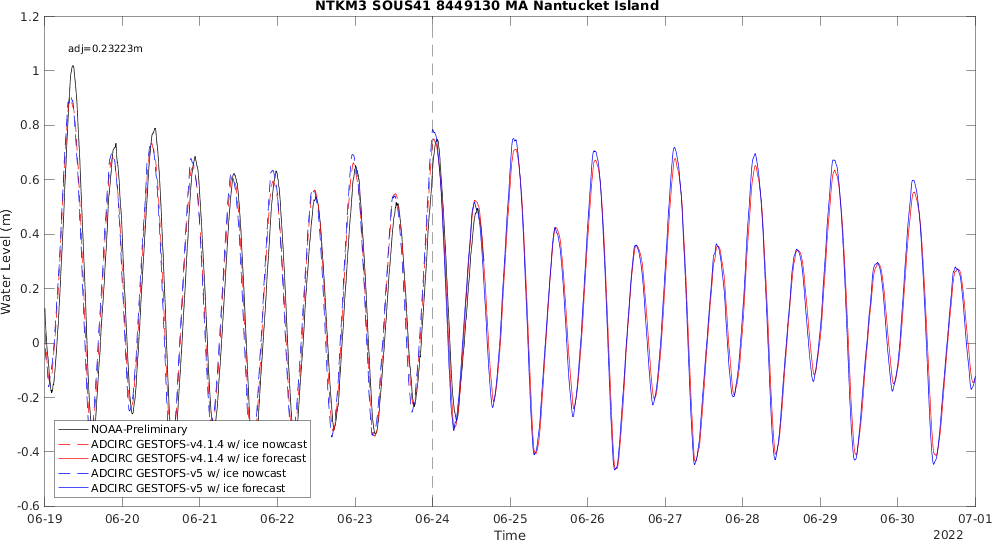 NTKM3 SOUS41 8449130 MA Nantucket Island
adj=0.23223m
Water Level (m)
1.2
1
0.8
0.6
0.4
0.2
0
-0.2
-0.4
-0.6
NOAA-Preliminary
ADCIRC GESTOFS-v4.1.4 w/ ice nowcast
ADCIRC GESTOFS-v4.1.4 w/ ice forecast
ADCIRC GESTOFS-v5 w/ ice nowcast
ADCIRC GESTOFS-v5 w/ ice forecast
06-19 06-20 06-21 06-22 06-23 06-24 06-25 06-26 06-27 06-28 06-29 06-30 07-01
Time
2022